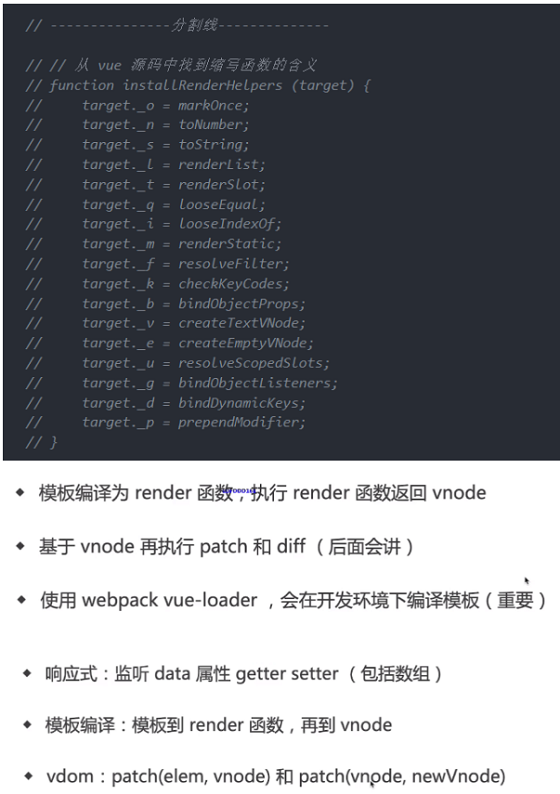 // ---------------分割线--------------
// // 从 vue 源码中找到缩写函数的含义
// function installRenderHelpers (target) {
//     target._o = markOnce;
//     target._n = toNumber;
//     target._s = toString;
//     target._l = renderList;
//     target._t = renderSlot;
//     target._q = looseEqual;
//     target._i = looseIndexOf;
//     target._m = renderStatic;
//     target._f = resolveFilter;
//     target._k = checkKeyCodes;
//     target._b = bindObjectProps;
//     target._v = createTextVNode;
//     target._e = createEmptyVNode;
//     target._u = resolveScopedSlots;
//     target._g = bindObjectListeners;
//     target._d = bindDynamicKeys;
//     target._p = prependModifier;
// }
◆ 模板编译为 render 函数，执行 render 函数返回 vnode
◆ 基于 vnode 再执行 patch 和 diff（后面会讲）
◆ 使用 webpack vue-loader ，会在开发环境下编译模板（重要）
◆ 响应式：监听 data 属性 getter setter（包括数组）
◆ 模板编译：模板到 render 函数，再到 vnode
◆ vdom：patch(elem, vnode) 和 patch(vnode, newVnode)